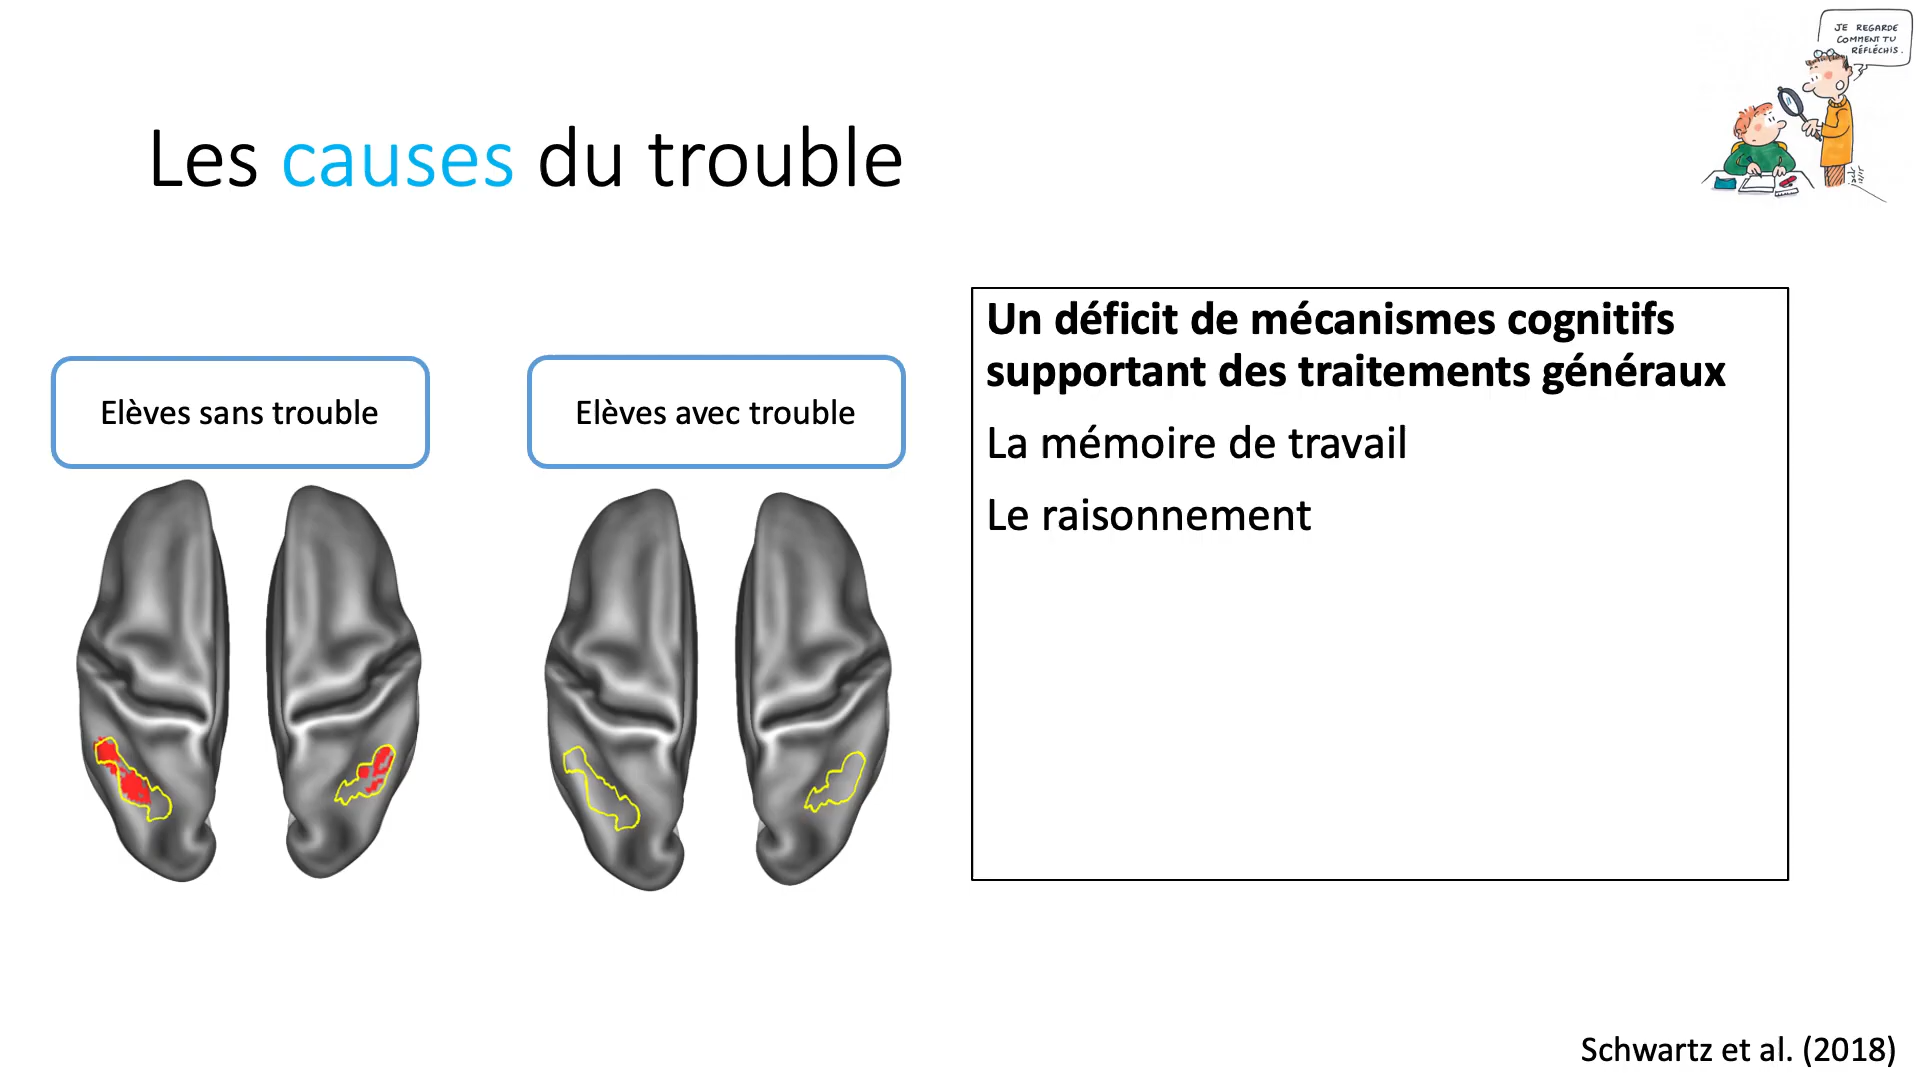 JE REGARDE
COMMENT TU
RÉFLÉCHIS.
Les causes du trouble
Elèves sans trouble
Elèves avec trouble
Un déficit de mécanismes cognitifs
supportant des traitements généraux
La mémoire de travail
Le raisonnement
Schwartz et al. (2018)